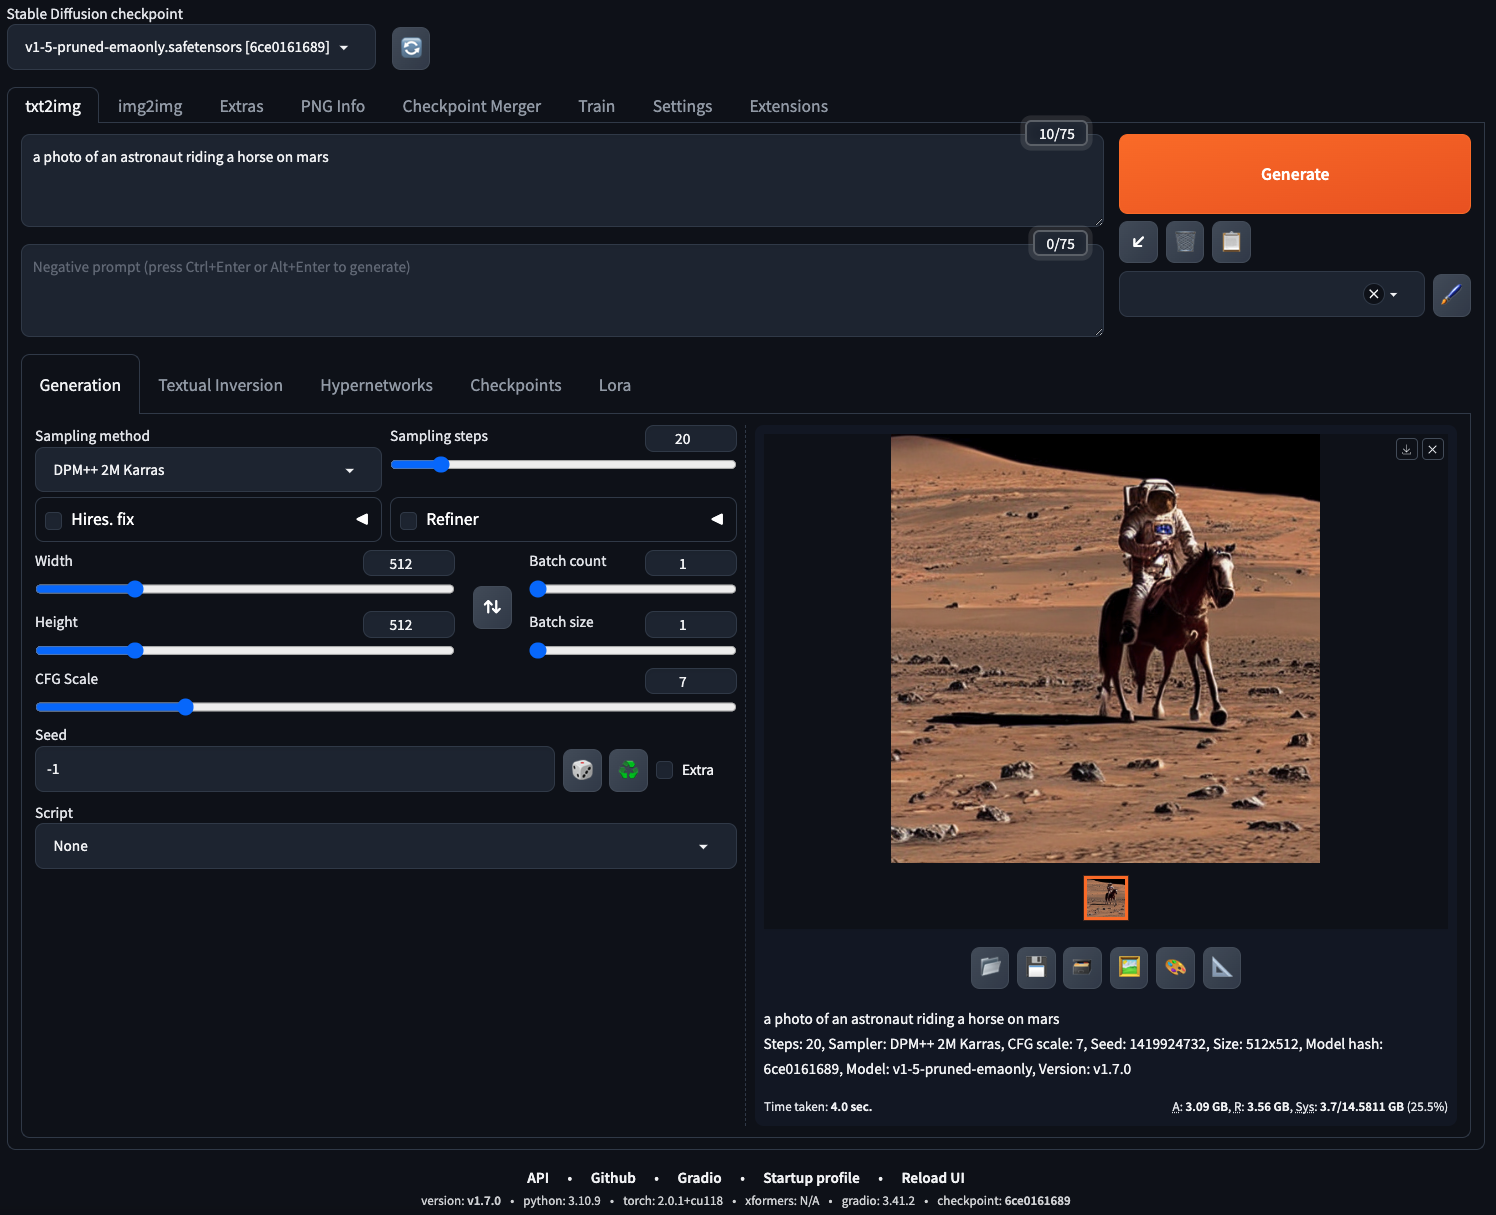 Stable Diffusion checkpoint
v1-5-pruned-emaonly.safetensors [6ce0161689]
txt2img img2img Extras PNG Info Checkpoint Merger Train Settings Extensions
10/75
a photo of an astronaut riding a horse on mars
Generate
0/75
Negative prompt (press Ctrl+Enter or Alt+Enter to generate)
Generation Textual Inversion Hypernetworks Checkpoints Lora
Sampling method
DPM++ 2M Karras
Sampling steps 20
Hires. fix
Refiner
Width 512
Height 512
Batch count 1
Batch size 1
CFG Scale 7
Seed
-1
Extra
Script
None
a photo of an astronaut riding a horse on mars
Steps: 20, Sampler: DPM++ 2M Karras, CFG scale: 7, Seed: 1419924732, Size: 512x512, Model hash:
6ce0161689, Model: v1-5-pruned-emaonly, Version: v1.7.0
Time taken: 4.0 sec.
A: 3.09 GB, R: 3.56 GB, Sys: 3.7/14.5811 GB (25.5%)
API • Github • Gradio • Startup profile • Reload UI
version: v1.7.0 • python: 3.10.9 • torch: 2.0.1+cu118 • xformers: N/A • gradio: 3.41.2 • checkpoint: 6ce0161689